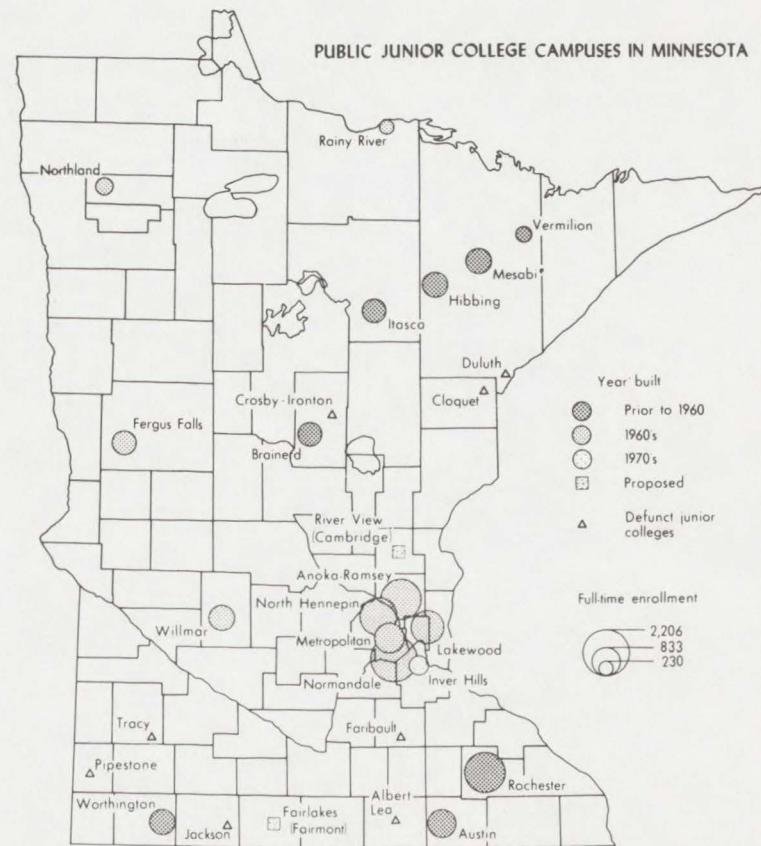 PUBLIC JUNIOR COLLEGE CAMPUSES IN MINNESOTA
Rainy River
Northland
Vermilion
Mesabi
Hibbing
Itasca
Duluth
Crosby-Ironton
Cloquet
Fergus Falls
Brainerd
Year built
Prior to 1960
1960's
1970's
Proposed
Defunct junior
colleges
River View
(Cambridge)
Anoka-Ramsey
North Hennepin
Willmar
Metropolitan
Lakewood
Normandale
Inver Hills
Full-time enrollment
2,206
833
230
Tracy
Faribault
Pipestone
Rochester
Worthington
Jackson
Fairlakes
(Fairmont)
Albert
Lea
Austin